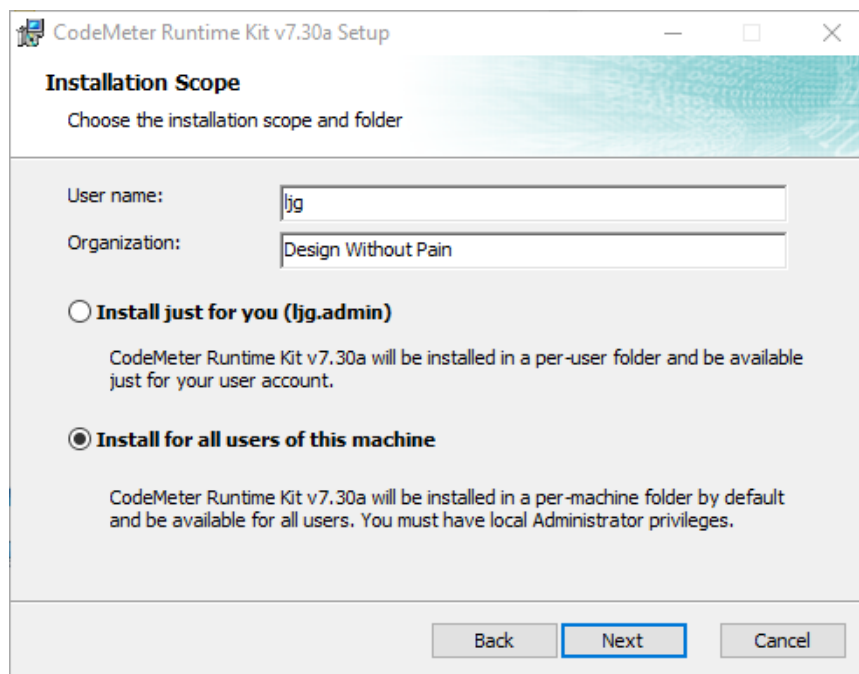 CodeMeter Runtime Kit v7.30a Setup
Installation Scope
Choose the installation scope and folder
User name:
ljg
Organization:
Design Without Pain
Install just for you (ljg.admin)
CodeMeter Runtime Kit v7.30a will be installed in a per-user folder and be available
just for your user account.
Install for all users of this machine
CodeMeter Runtime Kit v7.30a will be installed in a per-machine folder by default
and be available for all users. You must have local Administrator privileges.
Back
Next
Cancel